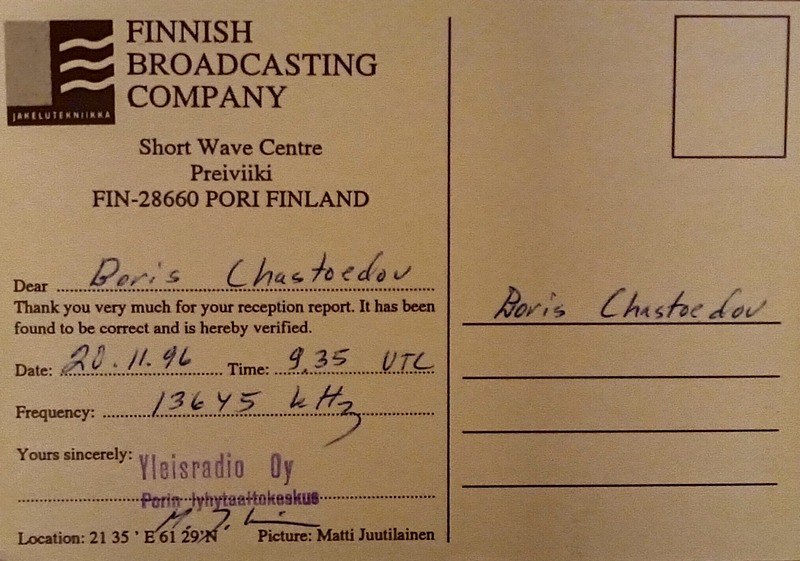 FINNISH
BROADCASTING
COMPANY
JAKELUTEKNIIKKA
Short Wave Centre
Preiviiki
FIN-28660 PORI FINLAND
Dear Boris Chastoedov
Thank you very much for your reception report. It has been
found to be correct and is hereby verified.
Date: 20.11.96 Time: 9.35 UTC
Frequency: 13645 kHz
Yours sincerely:
Yleisradio Oy
Porin lyhytaaltokeskus
Location: 21 35 ' E 61 29'N Picture: Matti Juutilainen
Boris Chastoedov